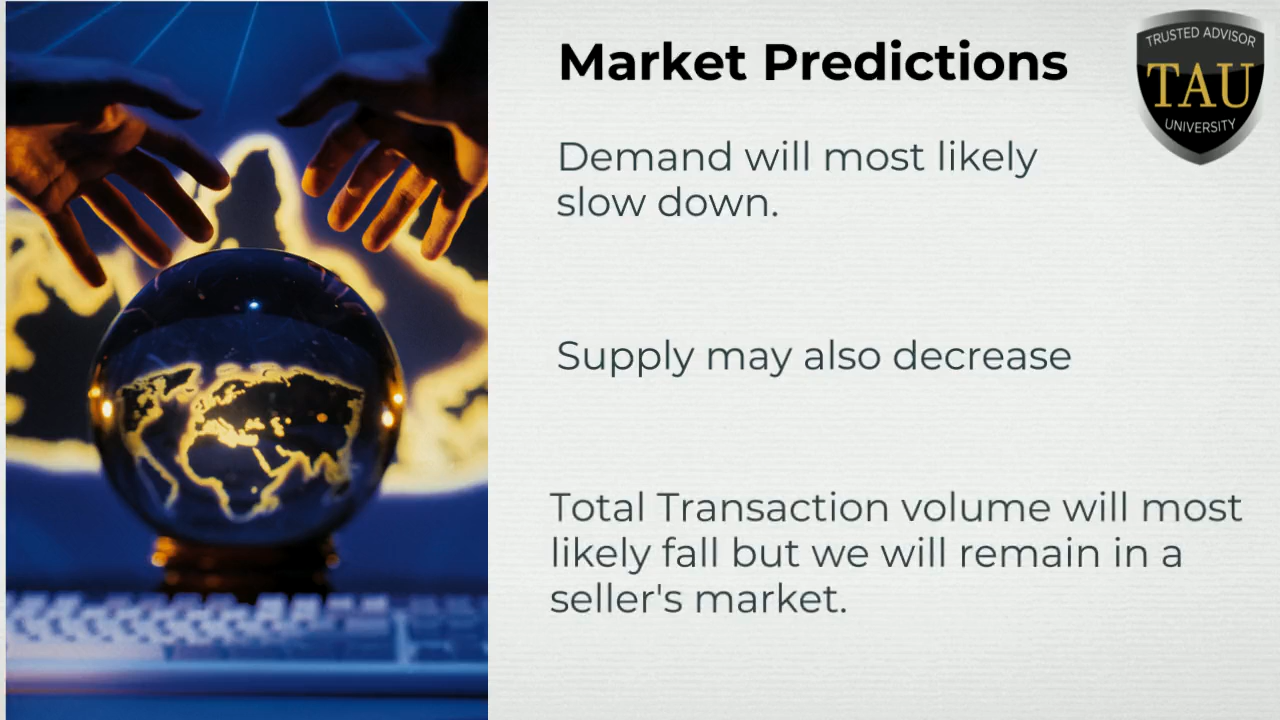 Market Predictions
TRUSTED ADVISOR
TAU
UNIVERSITY
Demand will most likely
slow down.
Supply may also decrease
Total Transaction volume will most
likely fall but we will remain in a
seller's market.